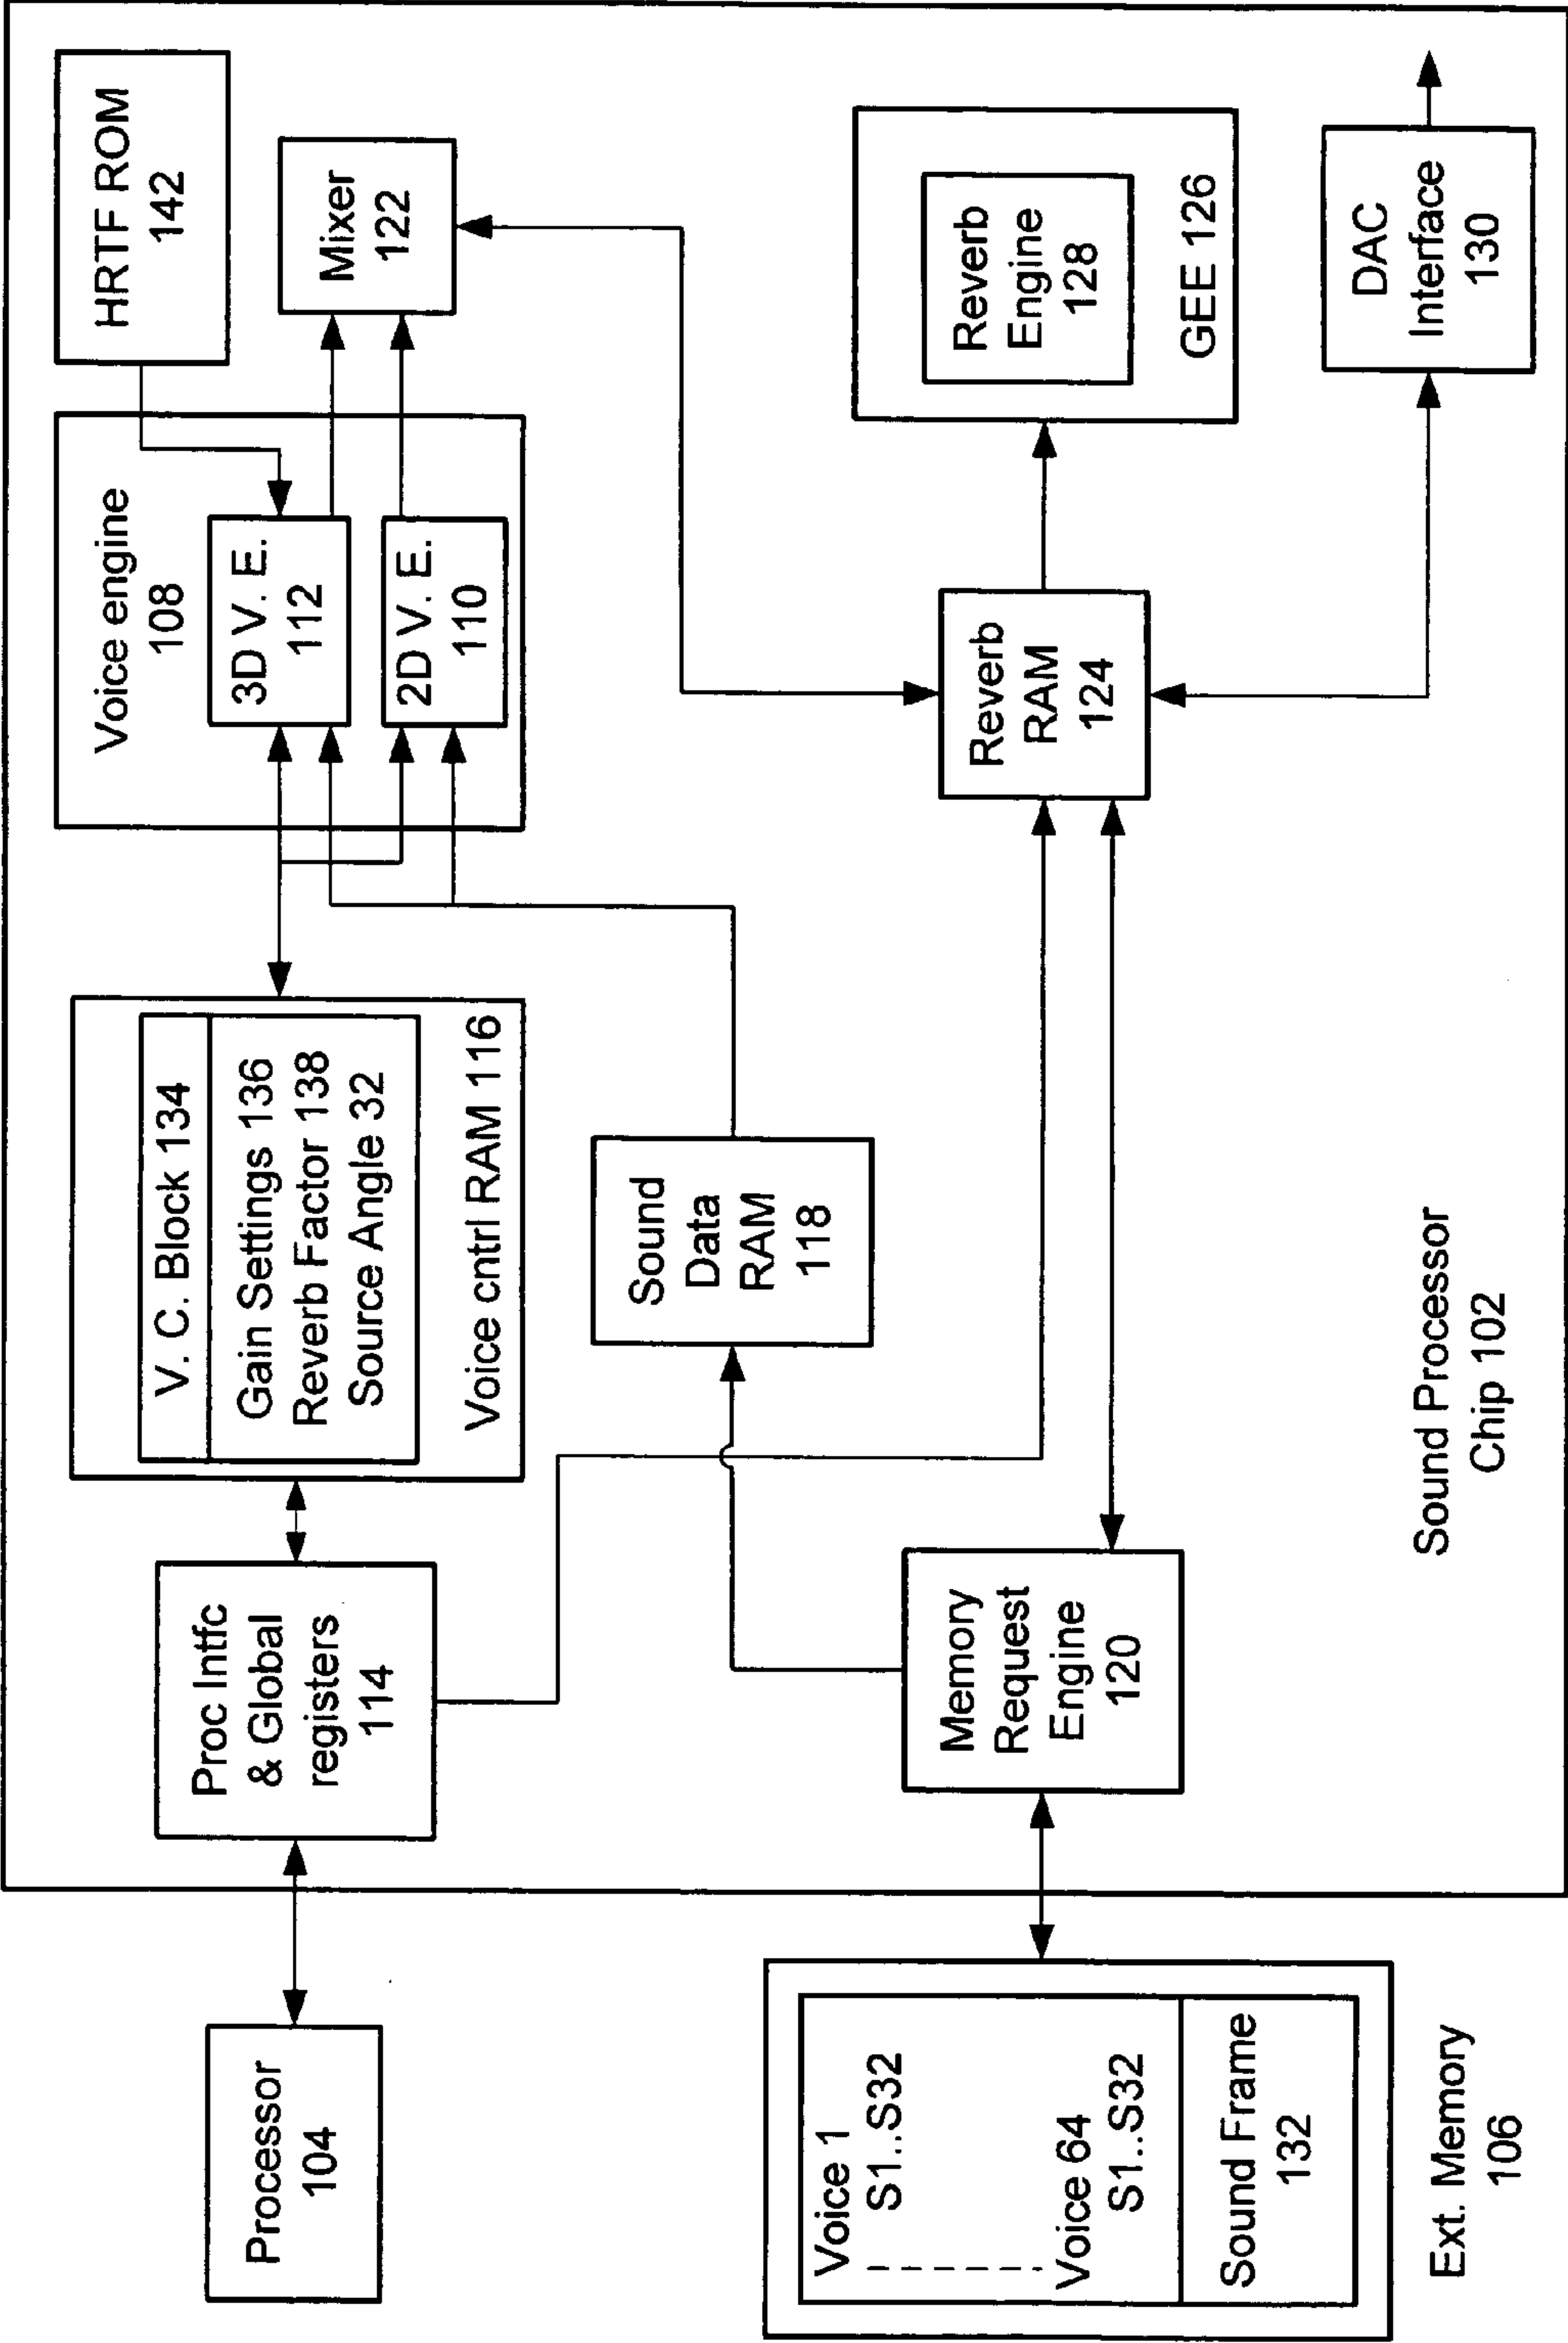 Processor
104
Proc Intfc
& Global
registers
114
V. C. Block 134
Gain Settings 136
Reverb Factor 138
Source Angle 32
Voice cntrl RAM 116
Voice engine
108
3D V. E.
112
2D V. E.
110
HRTF ROM
142
Mixer
122
Sound
Data
RAM
118
Voice 1
S1..S32
Voice 64
S1..S32
Sound Frame
132
Ext. Memory
106
Memory
Request
Engine
120
Reverb
RAM
124
Reverb
Engine
128
GEE 126
DAC
Interface
130
Sound Processor
Chip 102